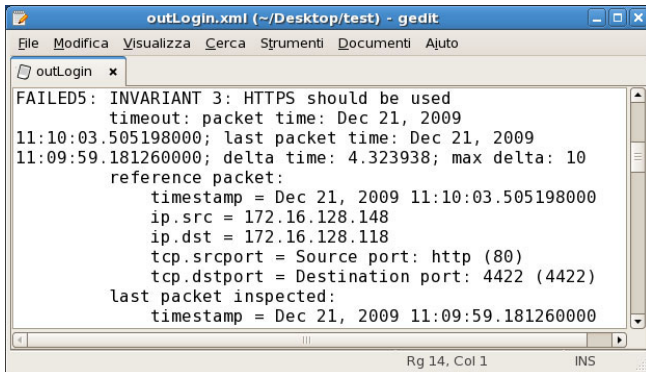 outLogin.xml (~/Desktop/test) - gedit
File Modifica Visualizza Cerca Strumenti Documenti Aiuto
outLogin
FAILED5: INVARIANT 3: HTTPS should be used
timeout: packet time: Dec 21, 2009
11:10:03.505198000; last packet time: Dec 21, 2009
11:09:59.181260000; delta time: 4.323938; max delta: 10
reference packet:
timestamp = Dec 21, 2009 11:10:03.505198000
ip.src = 172.16.128.148
ip.dst = 172.16.128.118
tcp.srcport = Source port: http (80)
tcp.dstport = Destination port: 4422 (4422)
last packet inspected:
timestamp = Dec 21, 2009 11:09:59.181260000
Rg 14, Col 1 INS